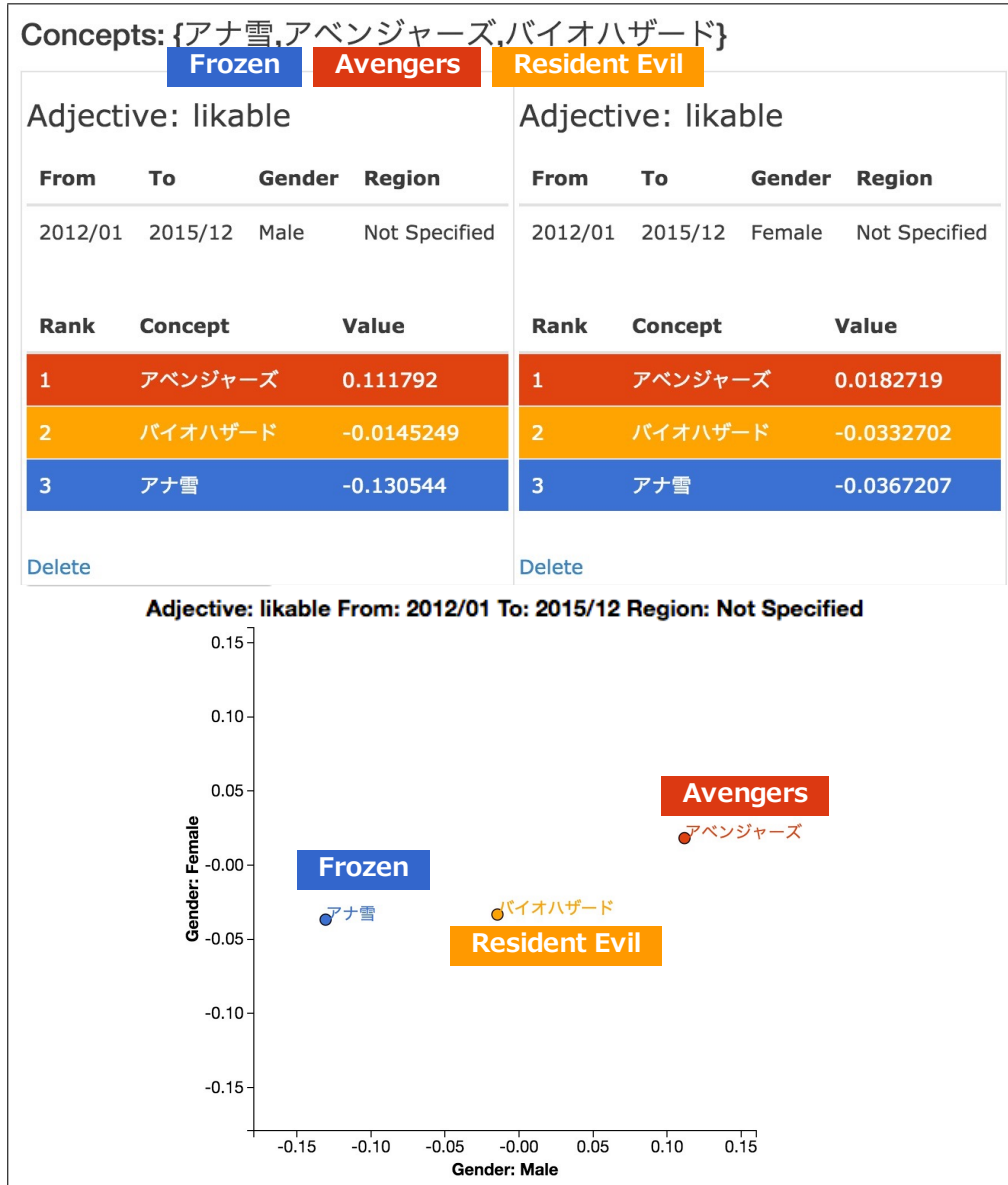 Concepts: {アナ雪,アベンジャーズ,バイオハザード}
Frozen Avengers Resident Evil
Adjective: likable
From To Gender Region
2012/01 2015/12 Male Not Specified
Rank Concept Value
1 アベンジャーズ 0.111792
2 バイオハザード -0.0145249
3 アナ雪 -0.130544
Delete
Adjective: likable
From To Gender Region
2012/01 2015/12 Female Not Specified
Rank Concept Value
1 アベンジャーズ 0.0182719
2 バイオハザード -0.0332702
3 アナ雪 -0.0367207
Delete
Adjective: likable From: 2012/01 To: 2015/12 Region: Not Specified
0.15
0.10
0.05
-0.00
-0.05
-0.10
-0.15
Gender: Female
Avengers
アベンジャーズ
Frozen
アナ雪
バイオハザード
Resident Evil
-0.15 -0.10 -0.05 -0.00 0.05 0.10 0.15
Gender: Male